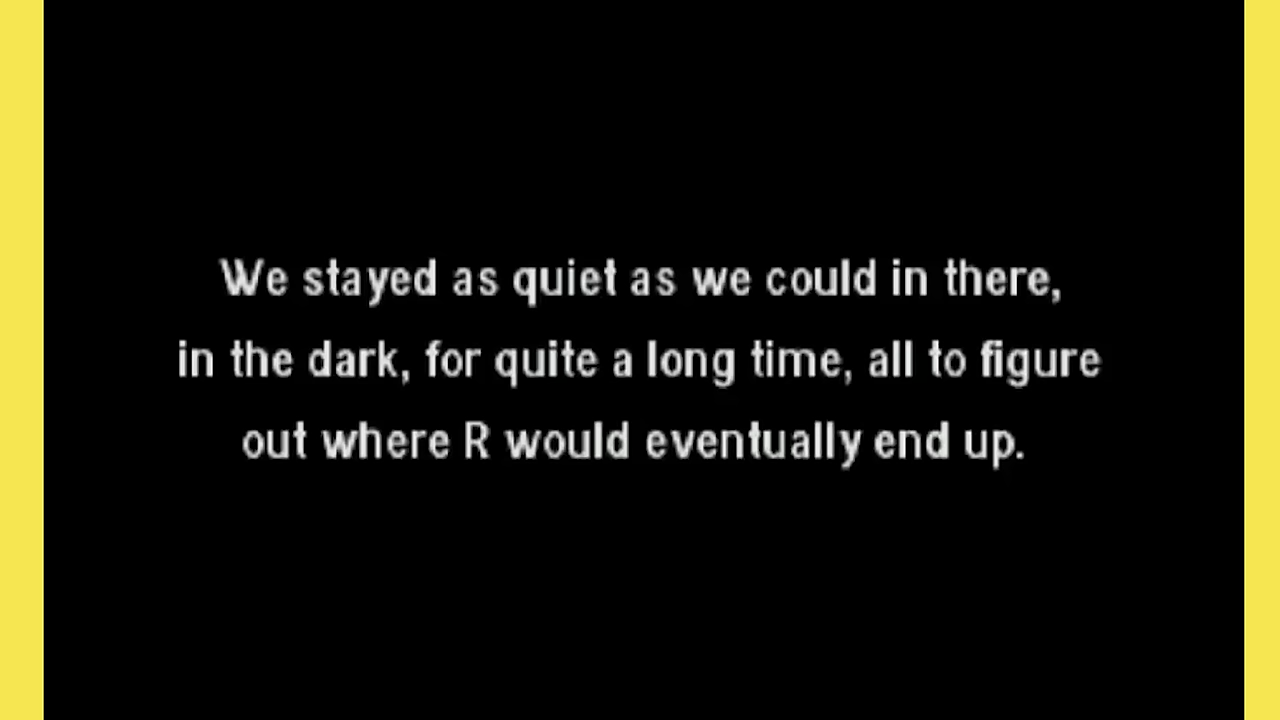 We stayed as quiet as we could in there,
in the dark, for quite a long time, all to figure
out where R would eventually end up.